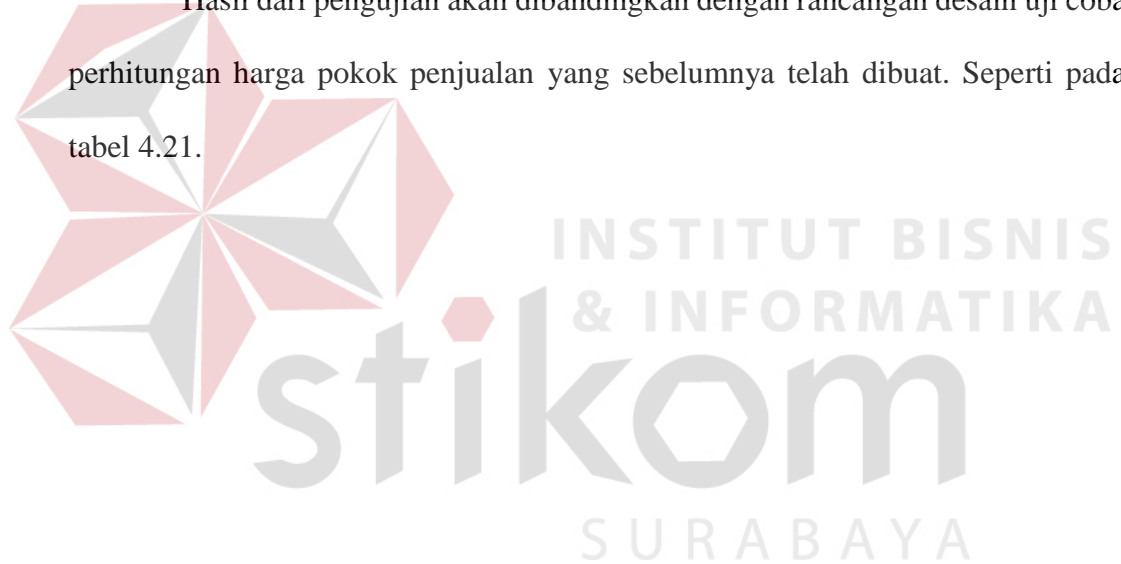 Hasil dari pengujian akan dibandingkan dengan rancangan desain uji coba
perhitungan harga pokok penjualan yang sebelumnya telah dibuat. Seperti pada
tabel 4.21.
INSTITUT BISNIS
& INFORMATIKA
stikom
SURABAYA